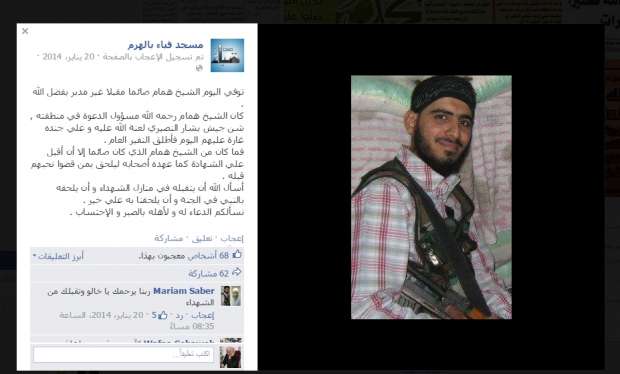 مسجد قباء بالهرم
تم تسجيل الإعجاب بالصفحة · 20 يناير، 2014 ·
توفي اليوم الشيخ همام صائما مقبلا غير مدبر بفضل الله
.
كان الشيخ همام رحمه الله مسؤول الدعوة في منطقته ,
شن جيش بشار النصيري لعنة الله عليه و علي جنده
غارة عليهم اليوم فأطلق النفير العام .
فما كان من الشيخ همام الذي كان صائما إلا أن أقبل
علي الشهادة كما عهدة أصحابه ليلحق بمن قضوا نحبهم
قبله .
أسأل الله أن يتقبله في منازل الشهداء و أن يلحقه
بالنبي في الجنة و أن يلحقنا به علي خير .
نسألكم الدعاء له و لأهله بالصبر و الإحتساب .
إعجاب · تعليق · مشاركة
68 أشخاص معجبون بهذا.
أبرز التعليقات
62 مشاركة
Mariam Saber ربنا يرحمك يا خالو وتقبلك من
الشهداء
إعجاب · رد · 5 · 20 يناير، 2014، الساعة
08:35 مساءً
اكتب تعليقاً...